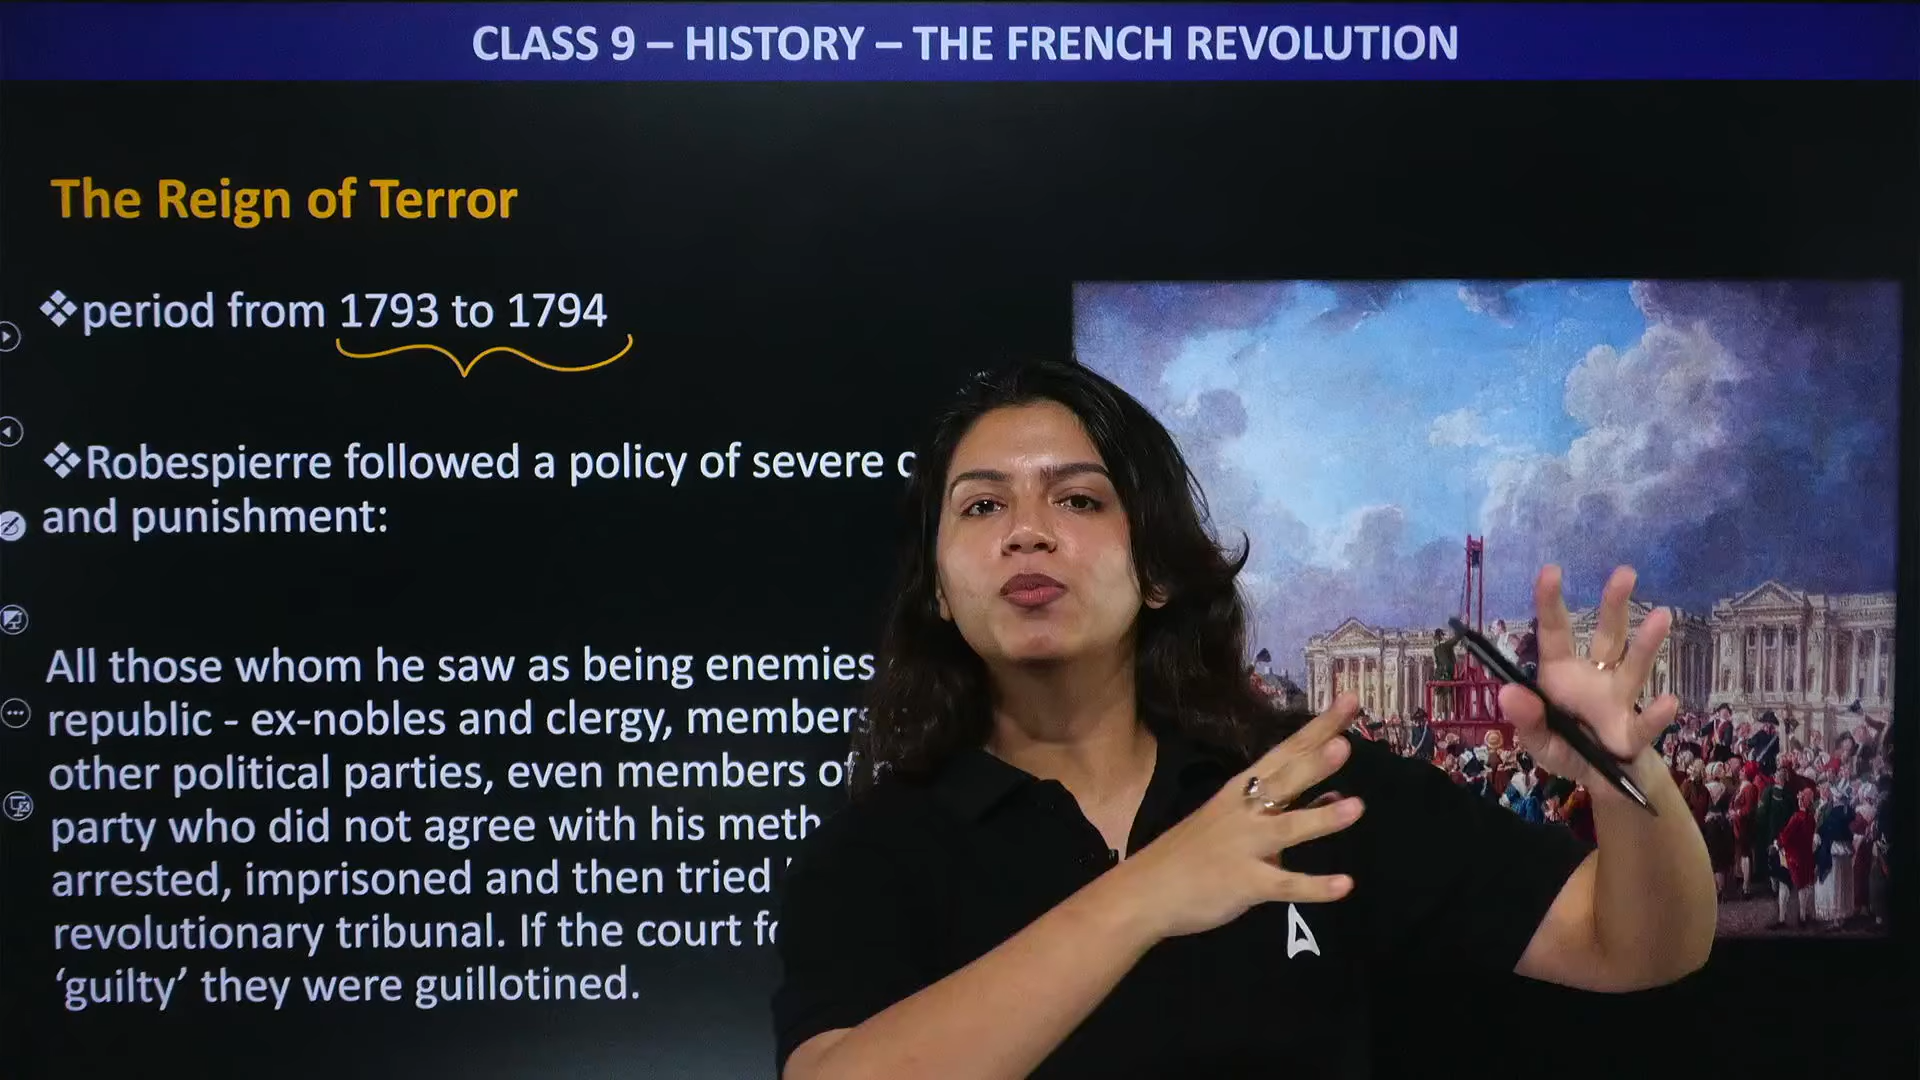 CLASS 9 – HISTORY – THE FRENCH REVOLUTION
The Reign of Terror
❖period from 1793 to 1794
❖Robespierre followed a policy of severe
and punishment:
All those whom he saw as being enemies
republic - ex-nobles and clergy, members
other political parties, even members of
party who did not agree with his
arrested, imprisoned and then tried
revolutionary tribunal. If the court
‘guilty’ they were guillotined.